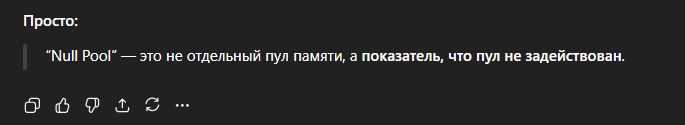 Просто:
“Null Pool” — это не отдельный пул памяти, а показатель, что пул не задействован.